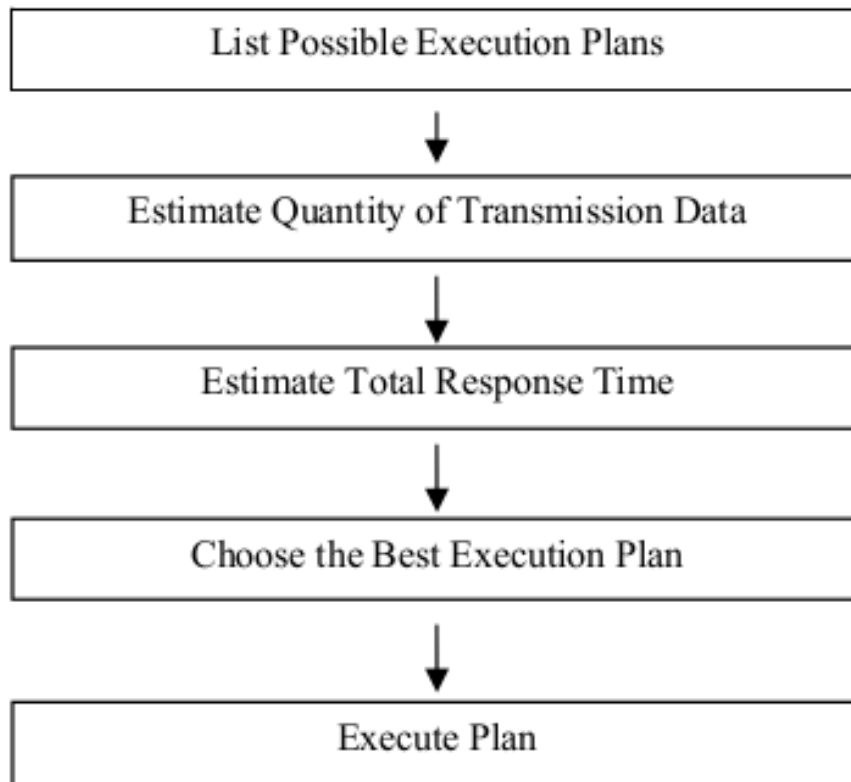 List Possible Execution Plans
Estimate Quantity of Transmission Data
Estimate Total Response Time
Choose the Best Execution Plan
Execute Plan